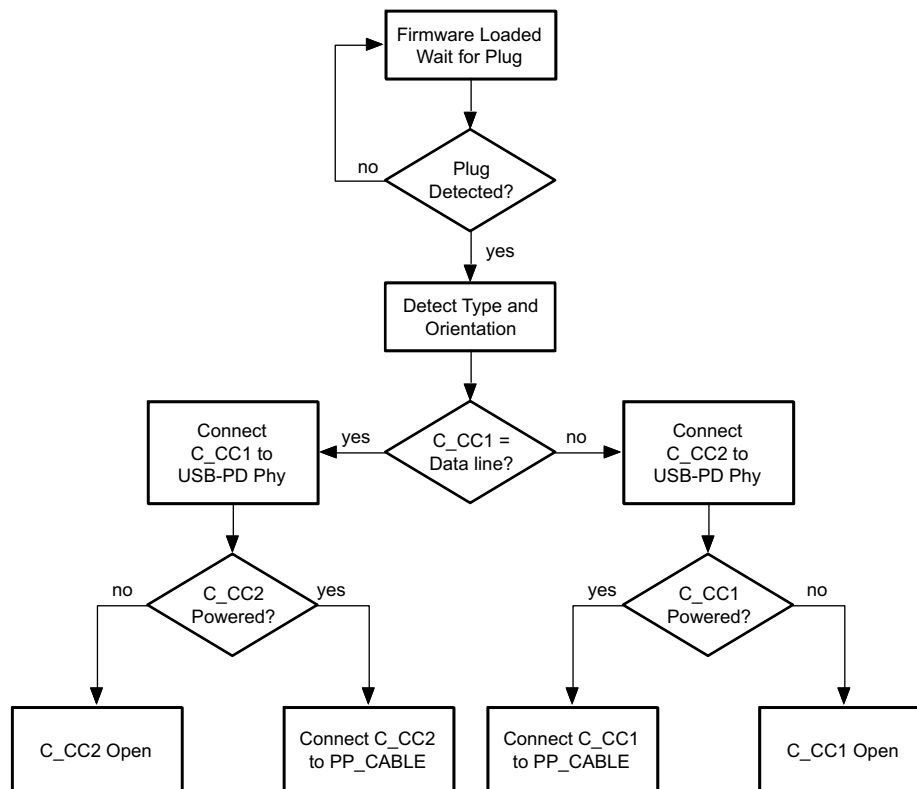 Firmware Loaded
Wait for Plug
no
Plug
Detected?
yes
Detect Type and
Orientation
Connect
C_CC1 to
USB-PD Phy
yes
C_CC1 =
Data line?
no
Connect
C_CC2 to
USB-PD Phy
no
C_CC2
Powered?
yes
yes
C_CC1
Powered?
no
C_CC2 Open
Connect C_CC2
to PP_CABLE
Connect C_CC1
to PP_CABLE
C_CC1 Open